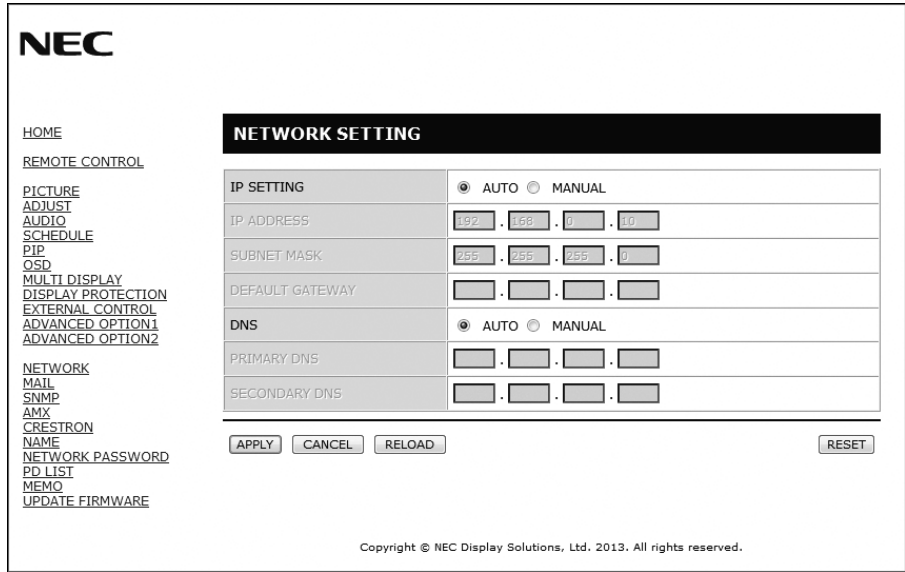 NEC
HOME
REMOTE CONTROL
PICTURE
ADJUST
AUDIO
SCHEDULE
PIP
OSD
MULTI DISPLAY
DISPLAY PROTECTION
EXTERNAL CONTROL
ADVANCED OPTION1
ADVANCED OPTION2
NETWORK
MAIL
SNMP
AMX
CRESTRON
NAME
NETWORK PASSWORD
PD LIST
MEMO
UPDATE FIRMWARE
NETWORK SETTING
IP SETTING AUTO MANUAL
IP ADDRESS 192 . 168 . 0 . 10
SUBNET MASK 255 . 255 . 255 . 0
DEFAULT GATEWAY . . .
DNS AUTO MANUAL
PRIMARY DNS . . .
SECONDARY DNS . . .
APPLY CANCEL RELOAD RESET
Copyright © NEC Display Solutions, Ltd. 2013. All rights reserved.